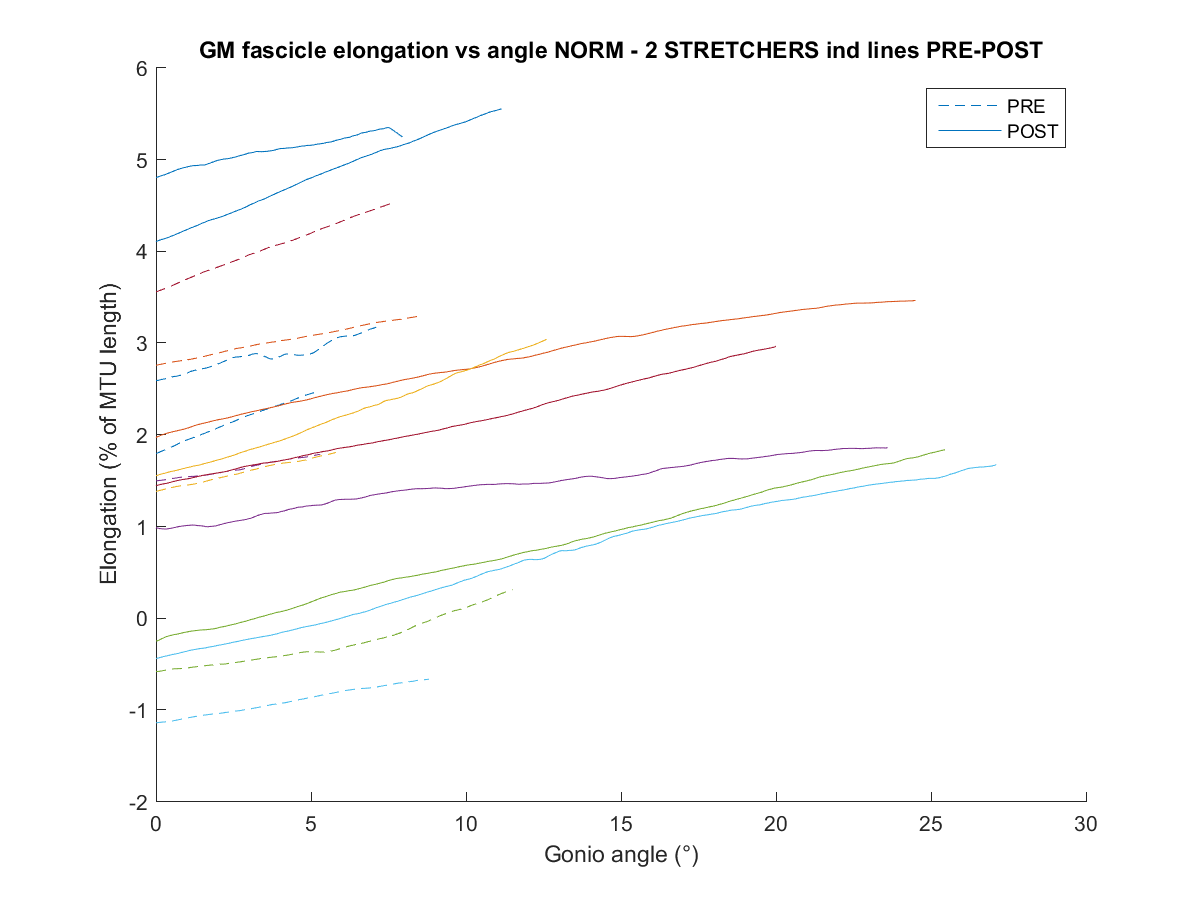 GM fascicle elongation vs angle NORM - 2 STRETCHERS ind lines PRE-POST
PRE
POST
Elongation (% of MTU length)
6
5
4
3
2
1
0
-1
-2
0 5 10 15 20 25 30
Gonio angle (°)